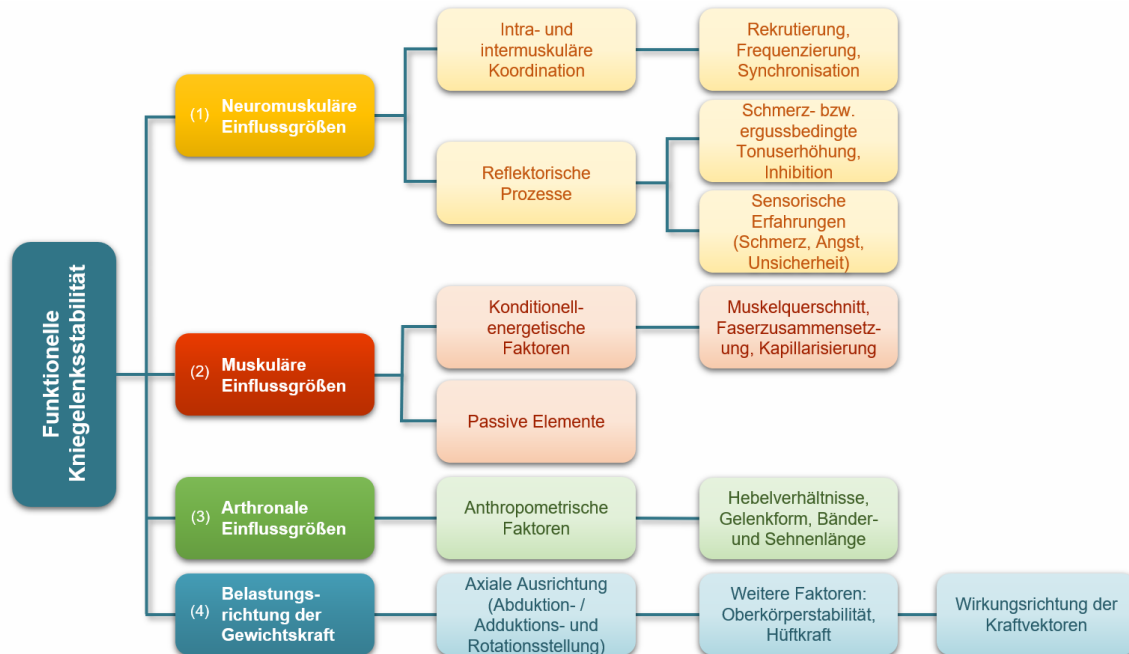 Funktionelle
Kniegelenksstabilität
(1) Neuromuskuläre
Einflussgrößen
Intra- und
intermuskuläre
Koordination
Rekrutierung,
Frequenzierung,
Synchronisation
Reflektorische
Prozesse
Schmerz- bzw.
ergussbedingte
Tonuserhöhung,
Inhibition
Sensorische
Erfahrungen
(Schmerz, Angst,
Unsicherheit)
(2) Muskuläre
Einflussgrößen
Konditionell-
energetische
Faktoren
Muskelquerschnitt,
Faserzusammensetz-
ung, Kapillarisierung
Passive Elemente
(3) Arthronale
Einflussgrößen
Anthropometrische
Faktoren
Hebelverhältnisse,
Gelenkform, Bänder-
und Sehnenlänge
(4) Belastungs-
richtung der
Gewichtskraft
Axiale Ausrichtung
(Abduktion- /
Adduktions- und
Rotationsstellung)
Weitere Faktoren:
Oberkörperstabilität,
Hüftkraft
Wirkungsrichtung der
Kraftvektoren